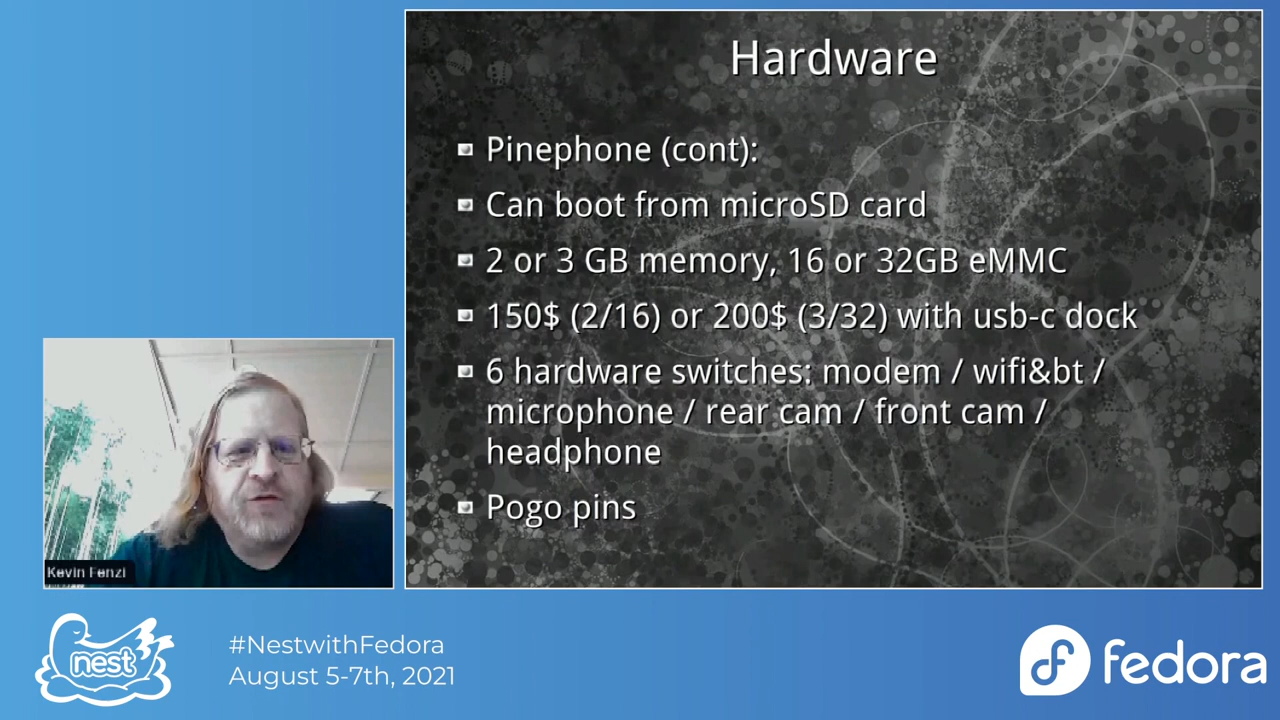 Hardware
Pinephone (cont):
Can boot from microSD card
2 or 3 GB memory, 16 or 32GB eMMC
150$ (2/16) or 200$ (3/32) with usb-c dock
6 hardware switches: modem / wifi&bt /
microphone / rear cam / front cam /
headphone
Pogo pins
Kevin Fenzi
nest
#NestwithFedora
August 5-7th, 2021
fedora